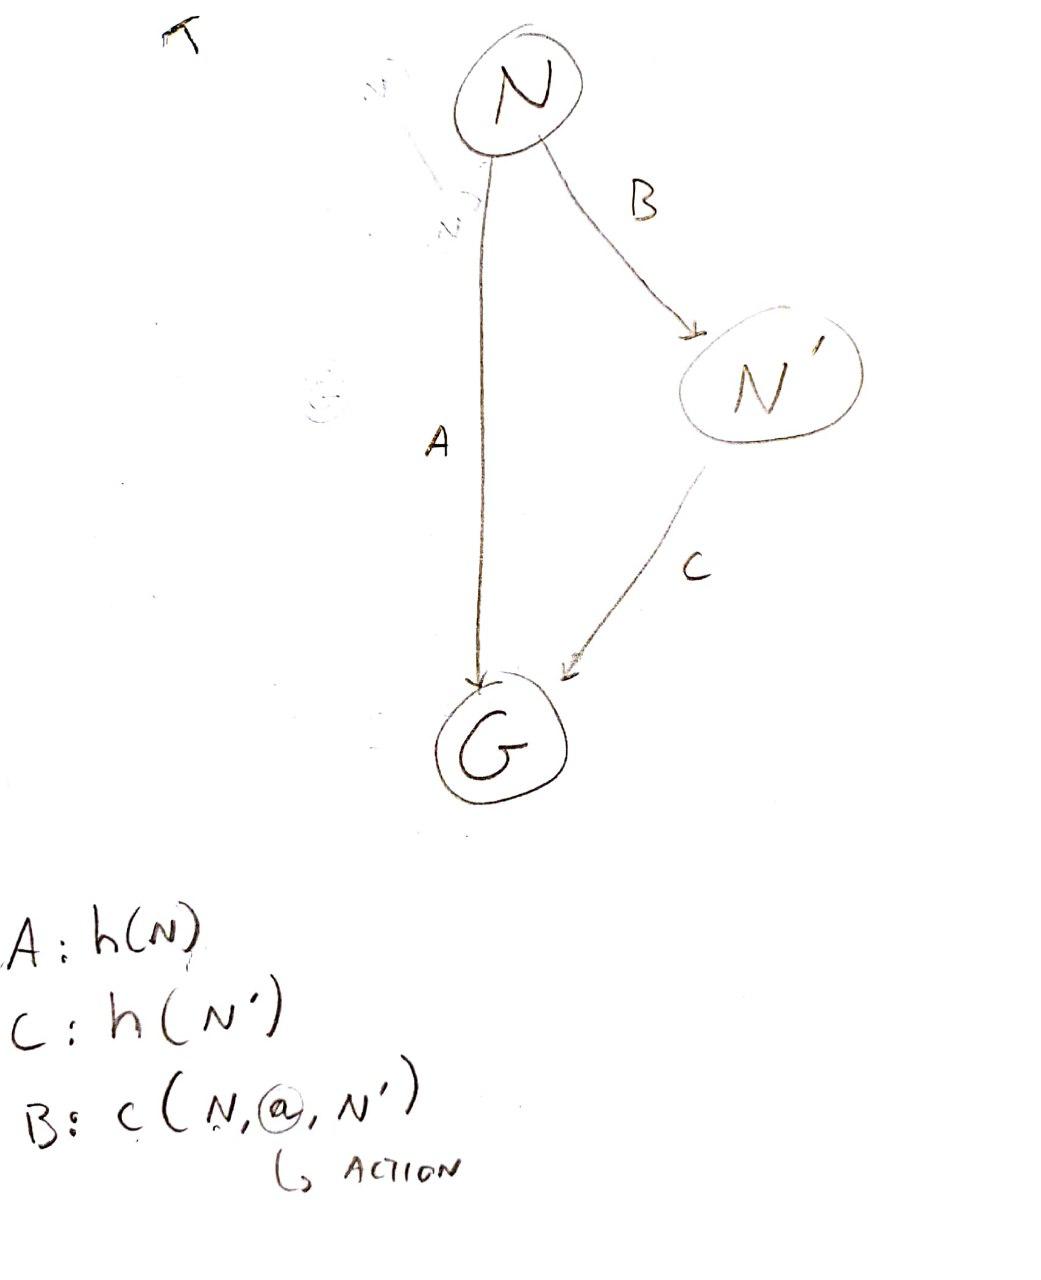 N
B
N'
A
C
G
A: h(N)
C: h(N')
B: c(N, a, N')
↳ ACTION